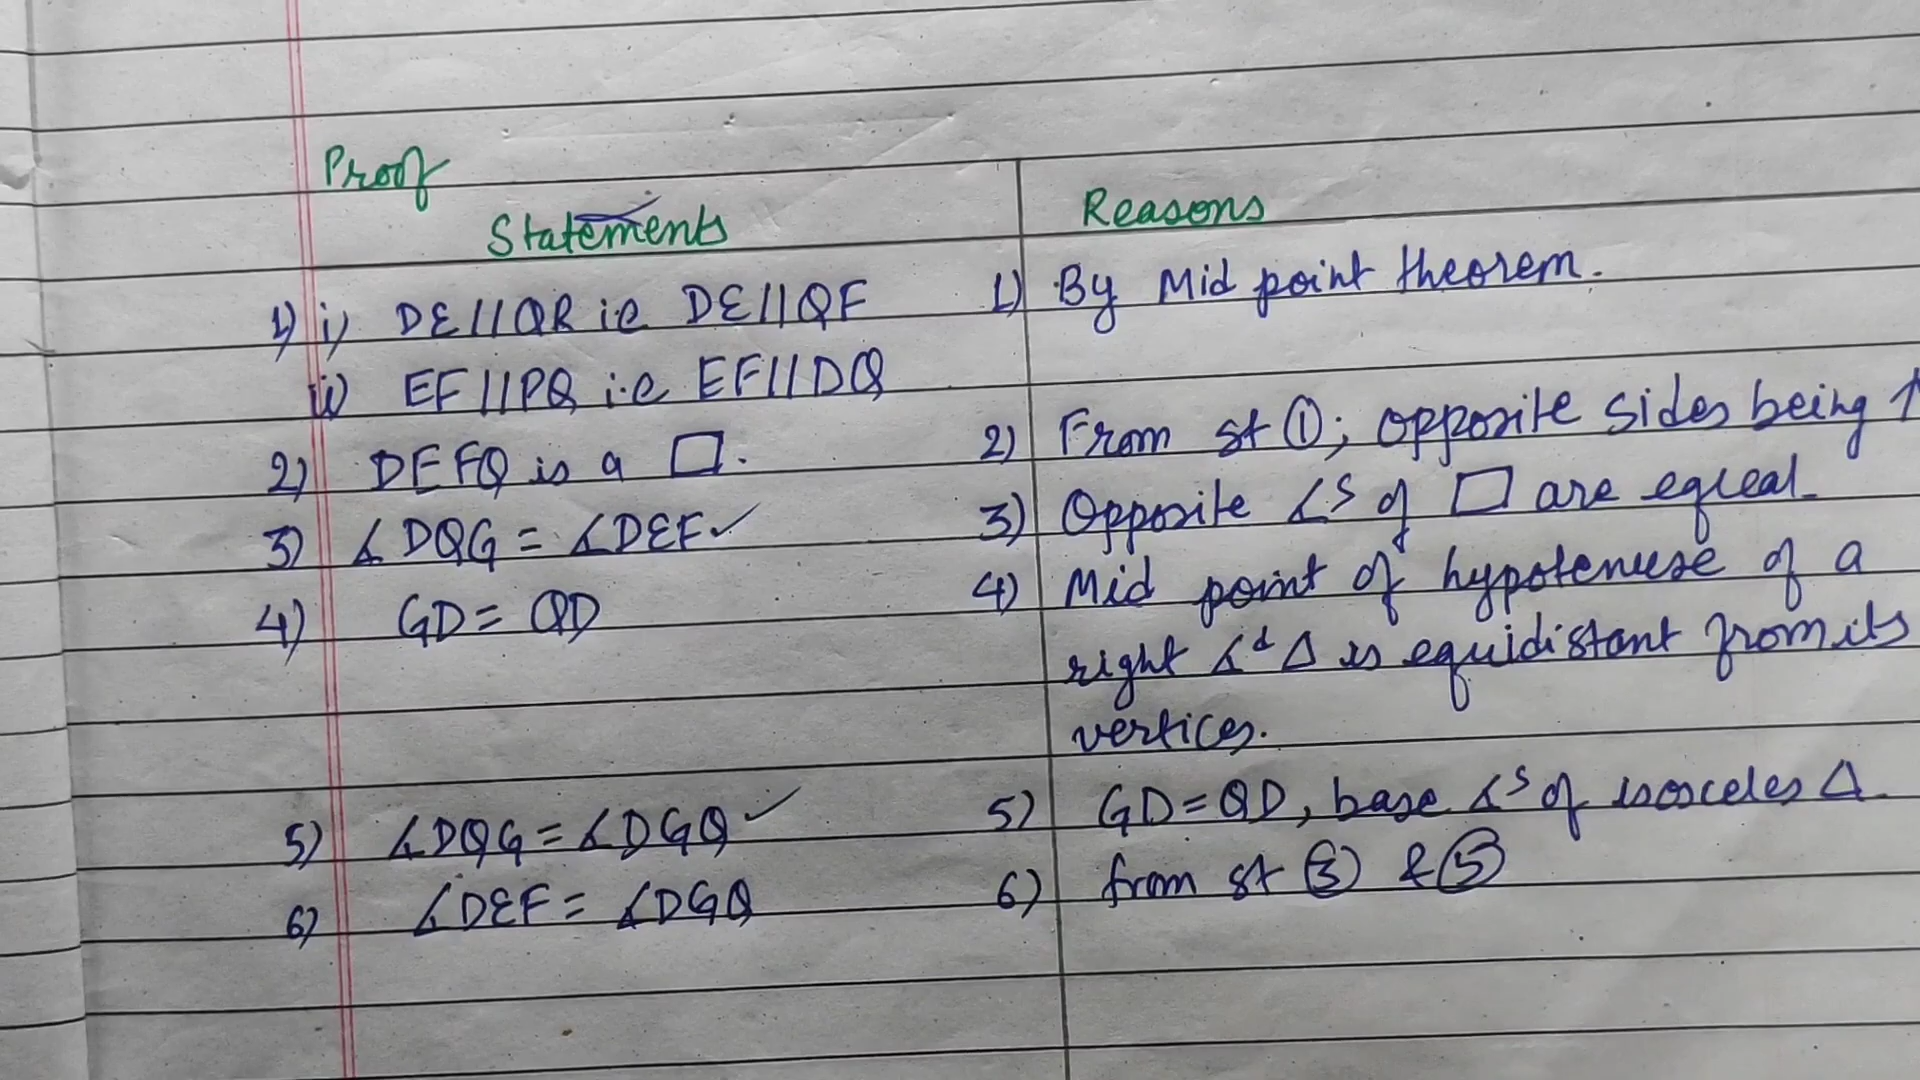 Proof
Statements
Reasons
1) i) DE//QR i.e DE//QF
1) By Mid point theorem.
ii) EF//PQ i.e EF//DQ
2) DEFQ is a ▱.
2) From st ①; opposite sides being
3) ∡DQG = ∡DEF ✓
3) Opposite ∡s of ▱ are equal
4) GD = QD
4) Mid point of hypotenuse of a
right ∡d Δ is equidistant from its
vertices.
5) ∡DQG = ∡DGQ ✓
5) GD = QD, base ∡s of isosceles Δ
6) ∡DEF = ∡DGQ
6) from st ③ & ⑤